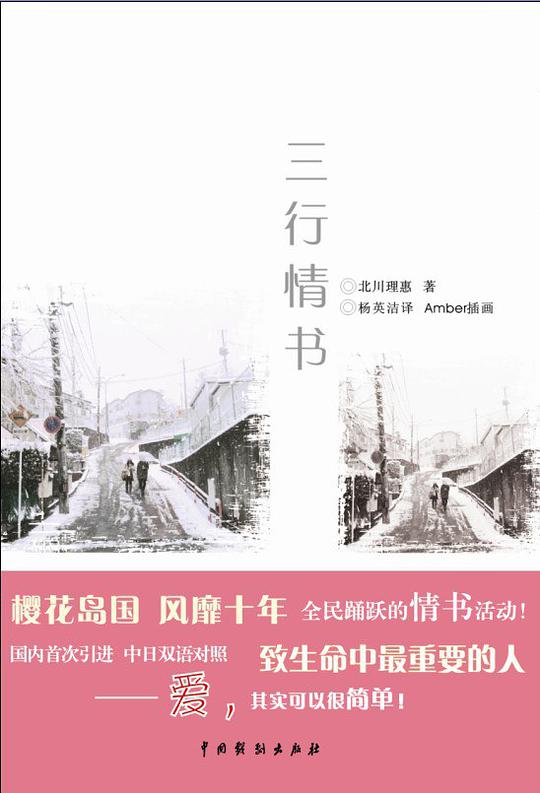 三行情书
◎北川理惠 著
◎杨英洁译 Amber插画
樱花岛国 风靡十年 全民踊跃的情书活动!
国内首次引进 中日双语对照 致生命中最重要的人
——爱，其实可以很简单!
中国戏剧出版社